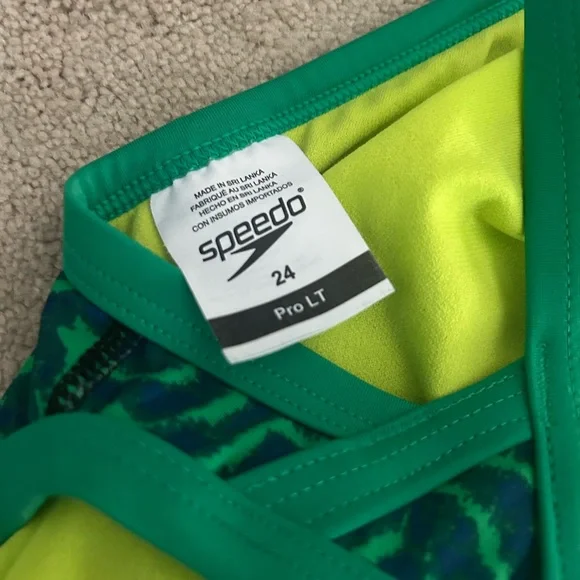 MADE IN SRI LANKA
FABRIQUÉ AU SRI LANKA
HECHO EN SRI LANKA
CON INSUMOS IMPORTADOS
speedo®
24
Pro LT